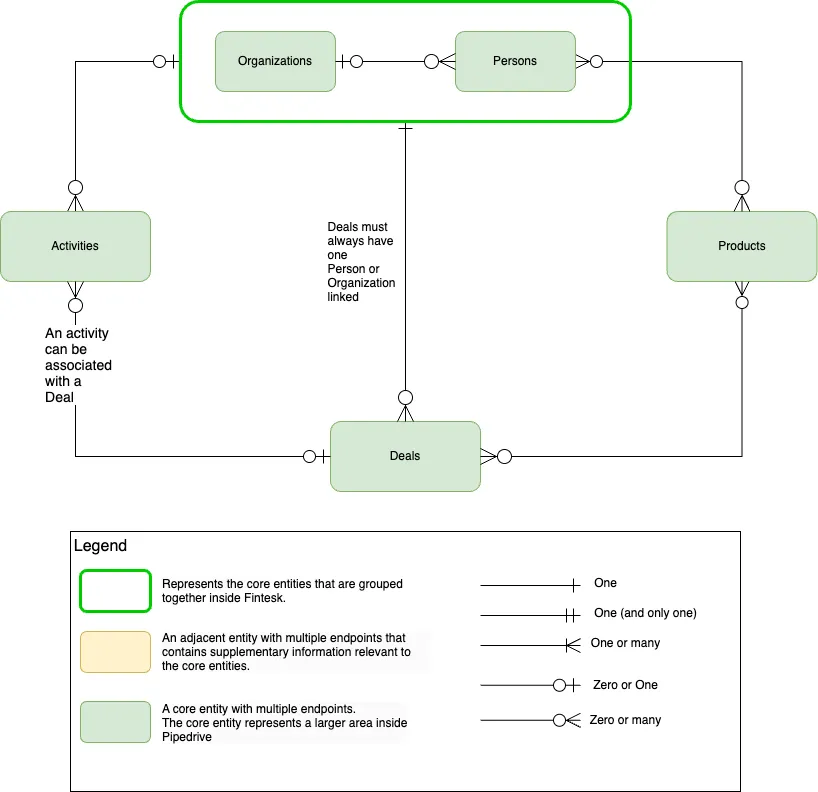 Organizations
Persons
Activities
Products
Deals must
always have
one
Person or
Organization
linked
An activity
can be
associated
with a
Deal
Deals
Legend
Represents the core entities that are grouped
together inside Fintesk.
An adjacent entity with multiple endpoints that
contains supplementary information relevant to
the core entities.
A core entity with multiple endpoints.
The core entity represents a larger area inside
Pipedrive
One
One (and only one)
One or many
Zero or One
Zero or many